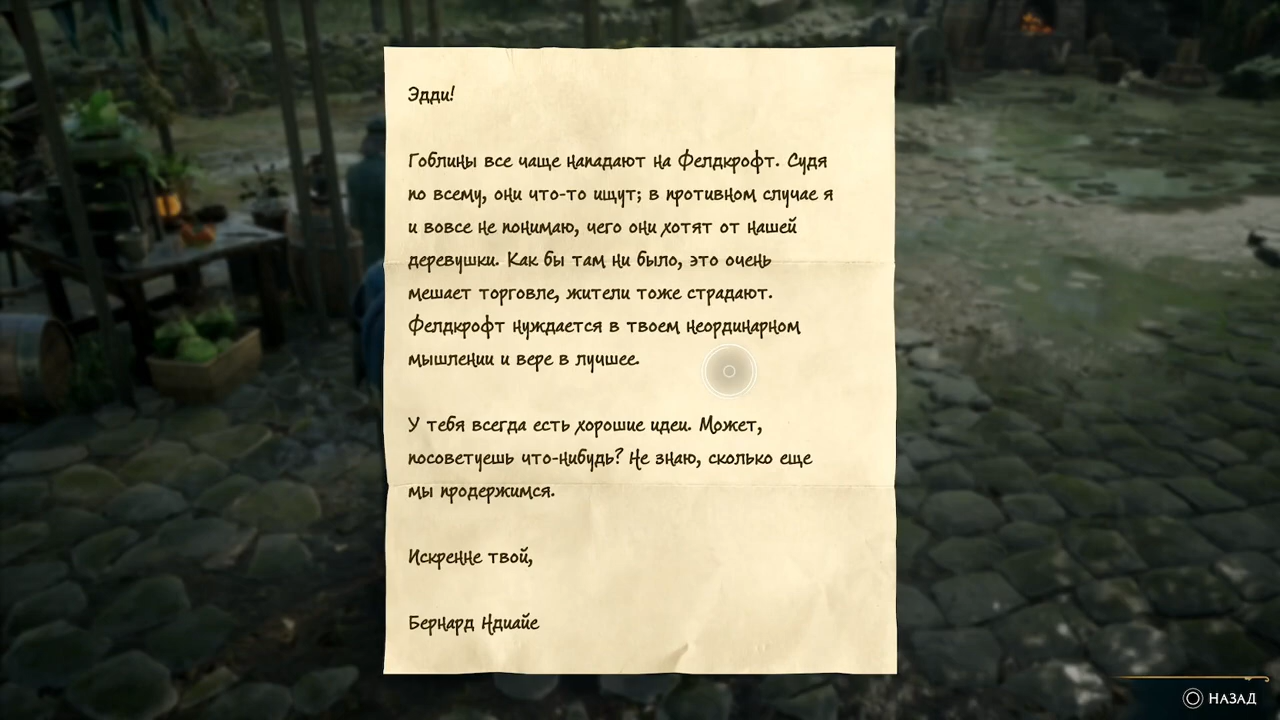 Эдди!
Гоблины все чаще нападают на Фелдкрофт. Судя
по всему, они что-то ищут; в противном случае я
и вовсе не понимаю, чего они хотят от нашей
деревушки. Как бы там ни было, это очень
мешает торговле, жители тоже страдают.
Фелдкрофт нуждается в твоем неординарном
мышлении и вере в лучшее.
У тебя всегда есть хорошие идеи. Может,
посоветуешь что-нибудь? Не знаю, сколько еще
мы продержимся.
Искренне твой,
Бернард Ндиайе
НАЗАД